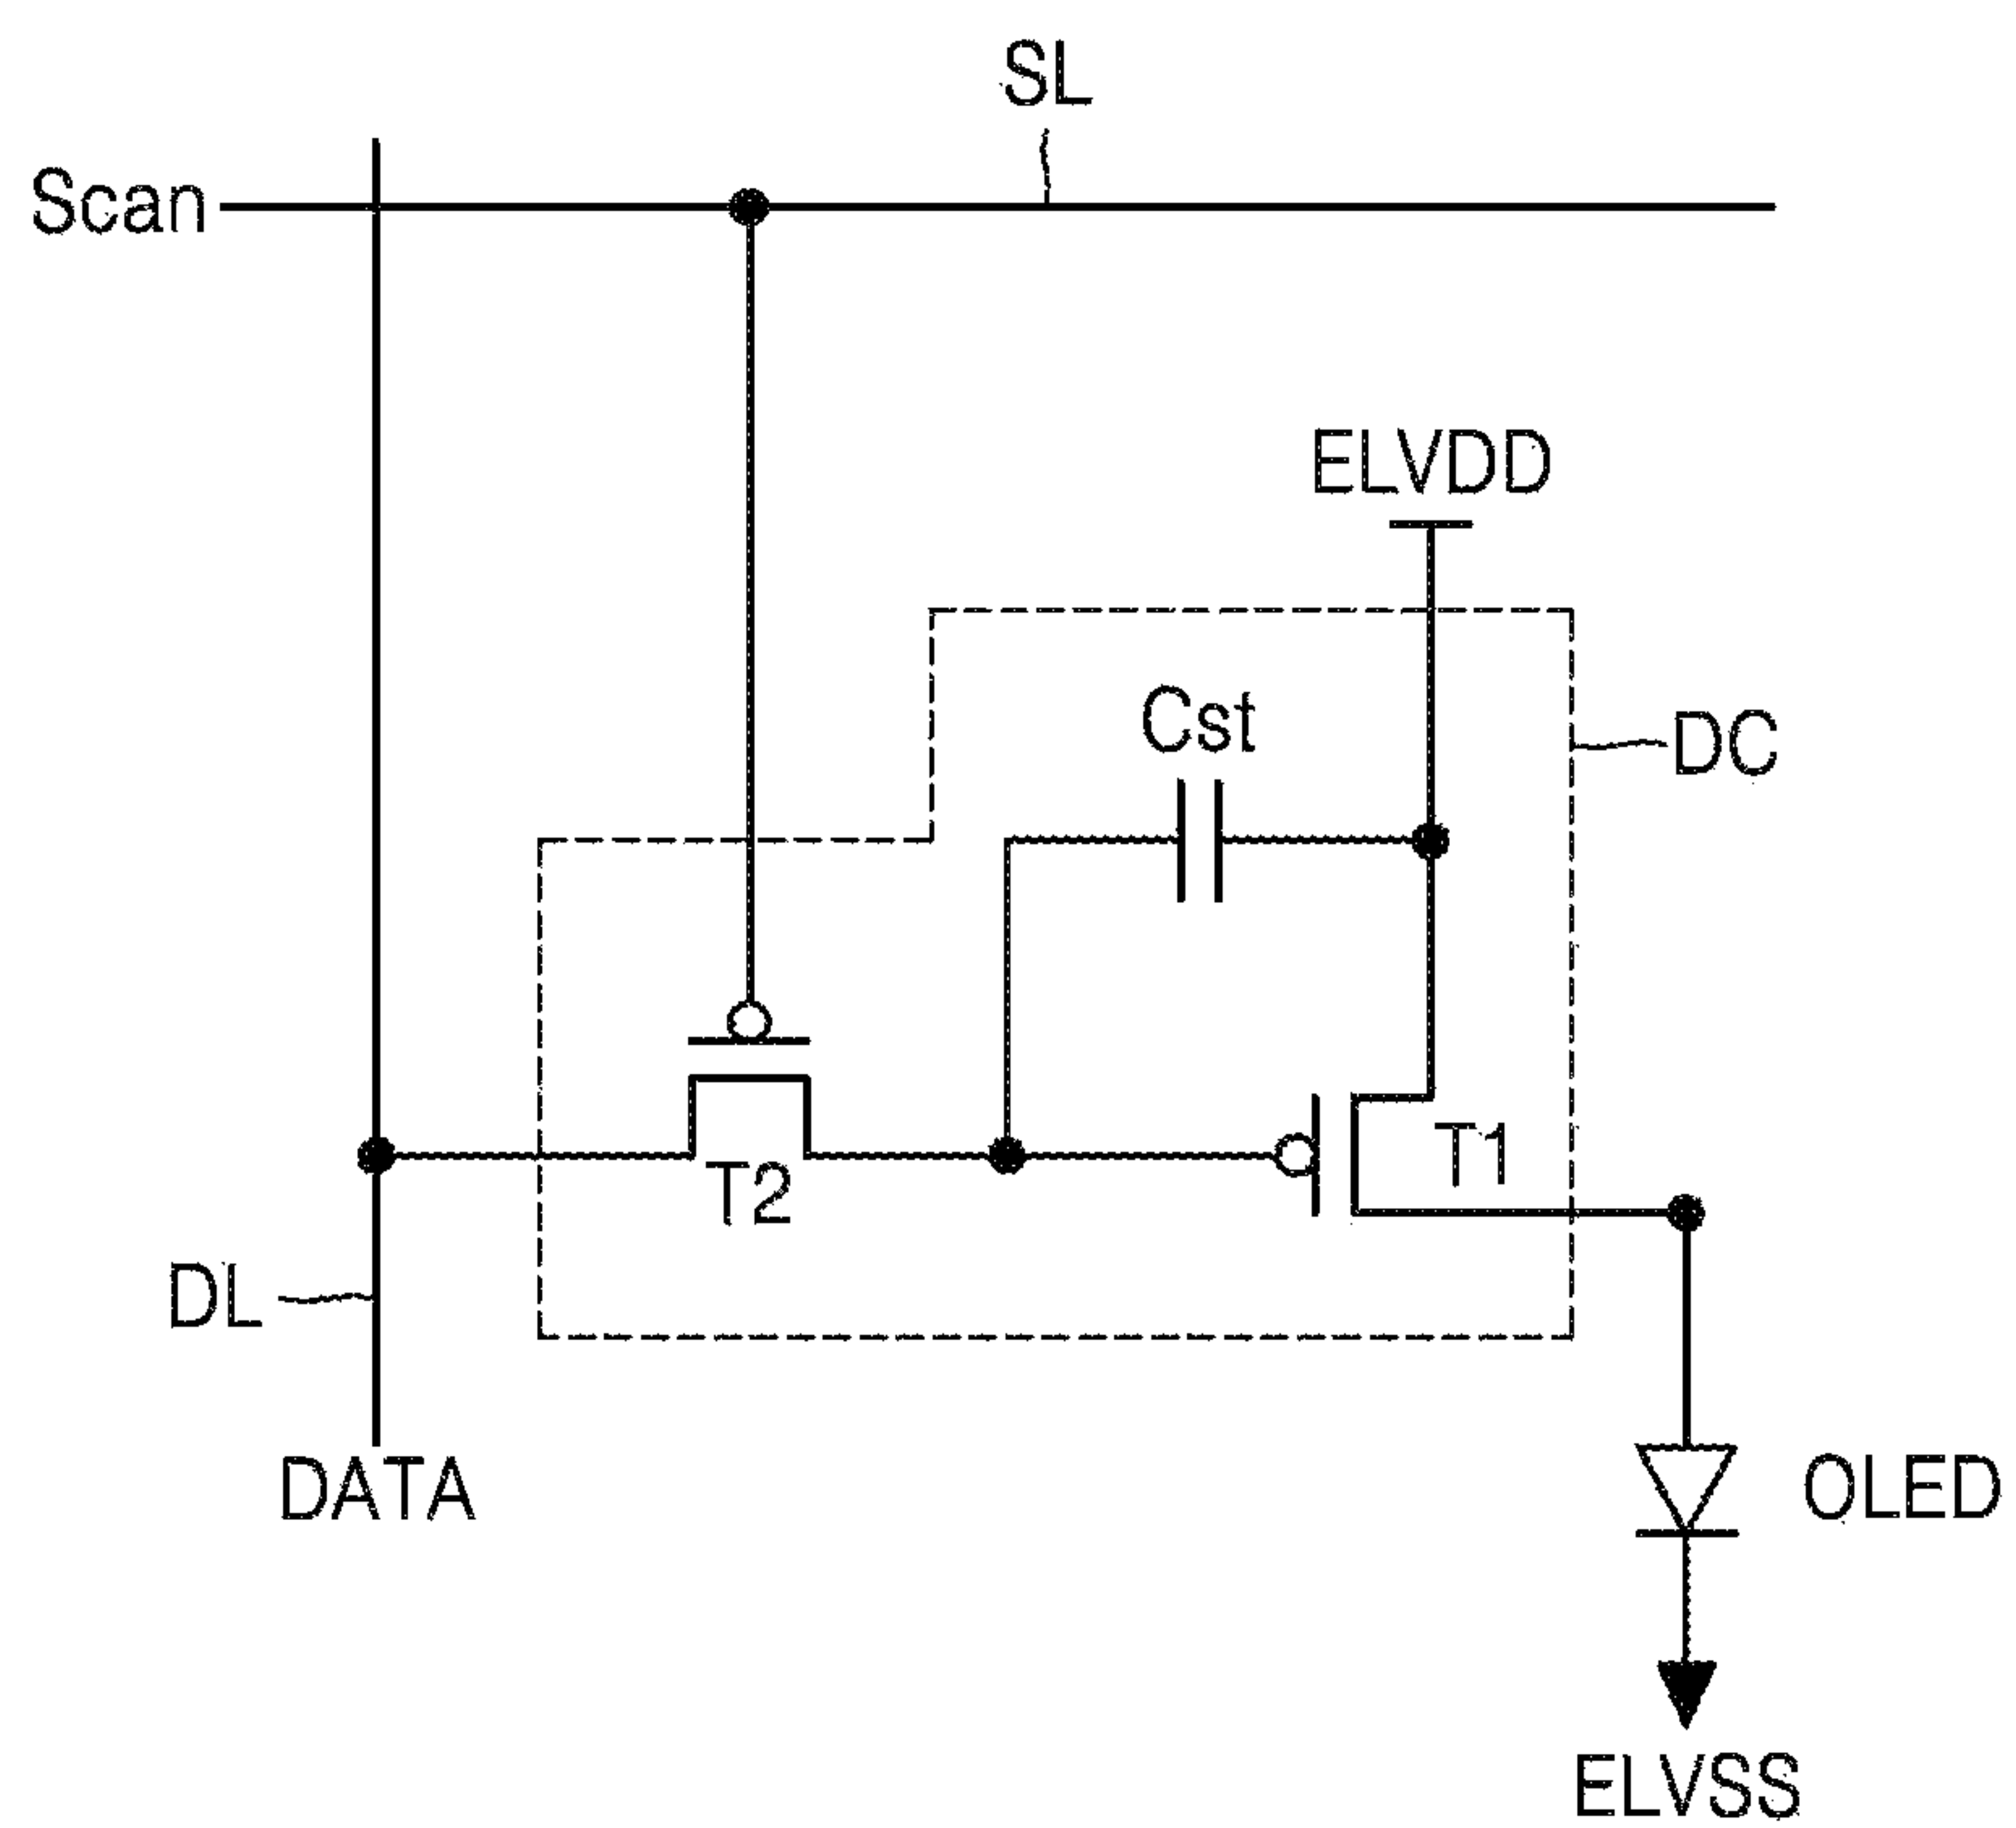 SL
Scan
ELVDD
Cst
DC
T1
T2
DL
DATA
OLED
ELVSS